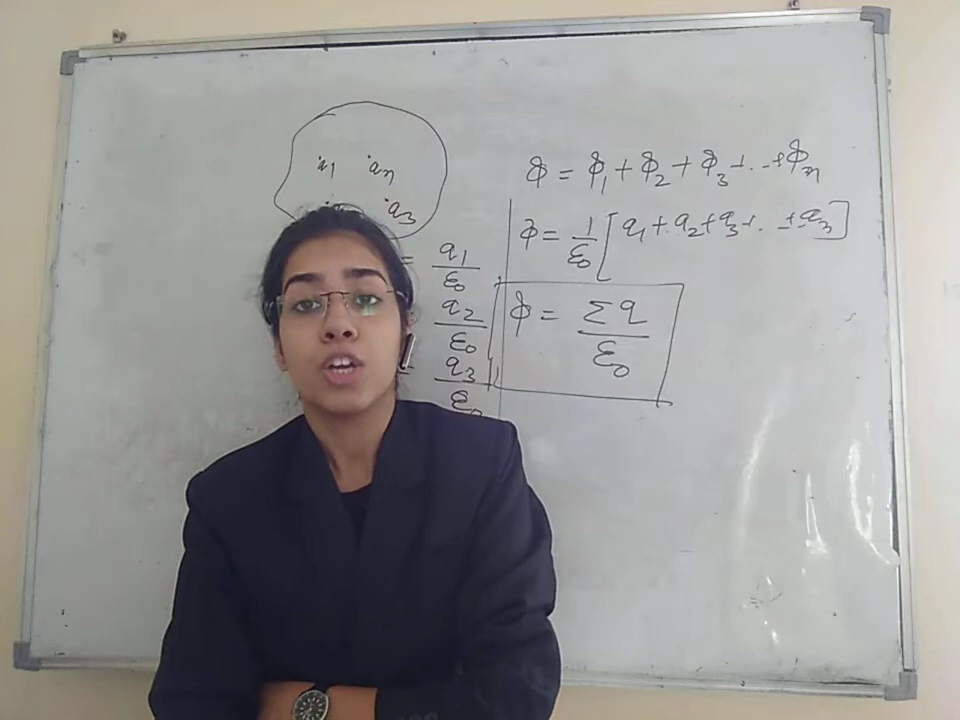 q1 qn
q3
φ = φ1 + φ2 + φ3 + .. + φn
φ = 1/ε0 [q1 + q2 + q3 + .. + qn]
= q1/ε0
q2/ε0
q3/ε0
φ = Σq/ε0